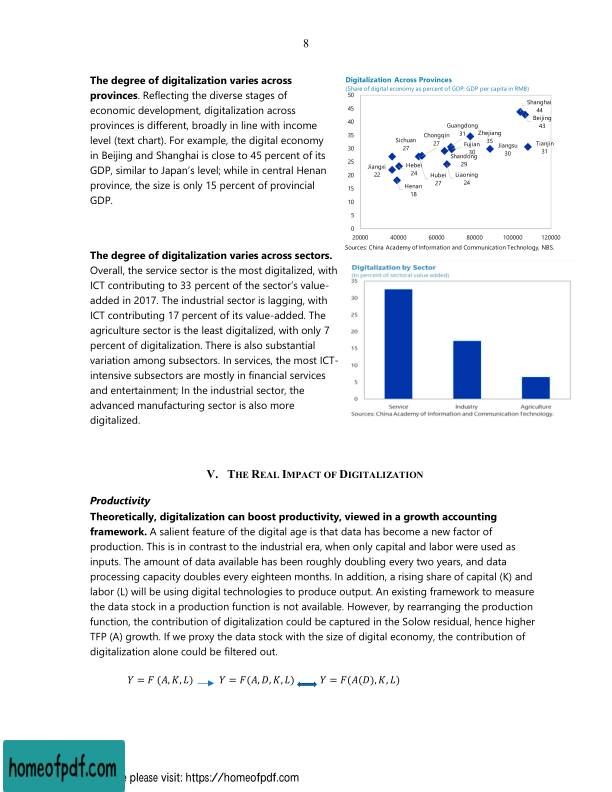 8
The degree of digitalization varies across
provinces. Reflecting the diverse stages of
economic development, digitalization across
provinces is different, broadly in line with income
level (text chart). For example, the digital economy
in Beijing and Shanghai is close to 45 percent of its
GDP, similar to Japan's level; while in central Henan
province, the size is only 15 percent of provincial
GDP.
Digitalization Across Provinces
(Share of digital economy as percent of GDP; GDP per capita in RMB)
50
45
40
35
30
25
20
15
10
5
0
Shanghai
44
Beijing
43
Guangdong
31
Zhejiang
35
Chongqin
27
Sichuan
27
Fujian
30
Jiangsu
30
Tianjin
31
Shandong
29
Jiangxi
22
Hebei
24
Hubei
27
Liaoning
24
Henan
18
20000 40000 60000 80000 100000 120000
Sources: China Academy of Information and Communication Technology, NBS.
The degree of digitalization varies across sectors.
Overall, the service sector is the most digitalized, with
ICT contributing to 33 percent of the sector's value-
added in 2017. The industrial sector is lagging, with
ICT contributing 17 percent of its value-added. The
agriculture sector is the least digitalized, with only 7
percent of digitalization. There is also substantial
variation among subsectors. In services, the most ICT-
intensive subsectors are mostly in financial services
and entertainment; In the industrial sector, the
advanced manufacturing sector is also more
digitalized.
Digitalization by Sector
(In percent of sectoral value added)
35
30
25
20
15
10
5
0
Service Industry Agriculture
Sources: China Academy of Information and Communication Technology.
V. THE REAL IMPACT OF DIGITALIZATION
Productivity
Theoretically, digitalization can boost productivity, viewed in a growth accounting
framework. A salient feature of the digital age is that data has become a new factor of
production. This is in contrast to the industrial era, when only capital and labor were used as
inputs. The amount of data available has been roughly doubling every two years, and data
processing capacity doubles every eighteen months. In addition, a rising share of capital (K) and
labor (L) will be using digital technologies to produce output. An existing framework to measure
the data stock in a production function is not available. However, by rearranging the production
function, the contribution of digitalization could be captured in the Solow residual, hence higher
TFP (A) growth. If we proxy the data stock with the size of digital economy, the contribution of
digitalization alone could be filtered out.
Y = F (A, K, L) → Y = F(A, D, K, L) ⟷ Y = F(A(D), K, L)
homeofpdf.com
please visit: https://homeofpdf.com